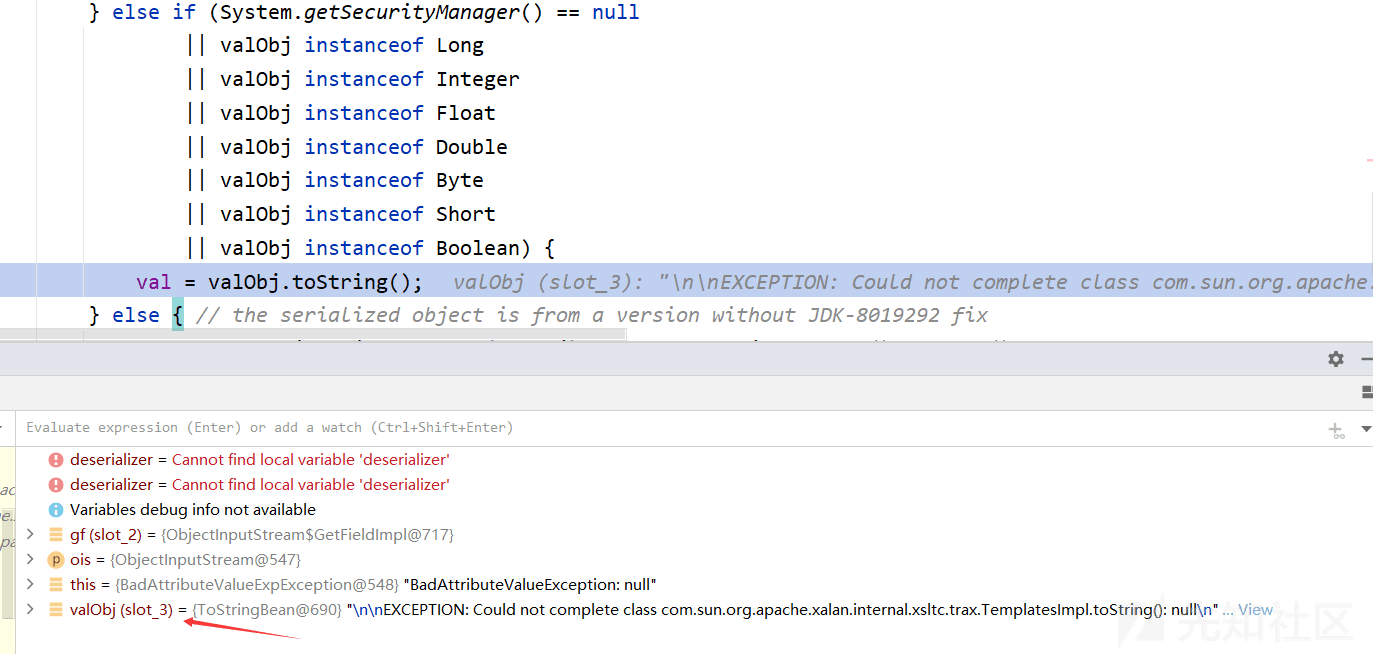 } else if (System.getSecurityManager() == null
|| valObj instanceof Long
|| valObj instanceof Integer
|| valObj instanceof Float
|| valObj instanceof Double
|| valObj instanceof Byte
|| valObj instanceof Short
|| valObj instanceof Boolean) {
val = valObj.toString(); valObj (slot_3): "\n\nEXCEPTION: Could not complete class com.sun.org.apache.
} else { // the serialized object is from a version without JDK-8019292 fix
Evaluate expression (Enter) or add a watch (Ctrl+Shift+Enter)
deserializer = Cannot find local variable 'deserializer'
deserializer = Cannot find local variable 'deserializer'
Variables debug info not available
gf (slot_2) = {ObjectInputStream$GetFieldImpl@717}
p ois = {ObjectInputStream@547}
this = {BadAttributeValueExpException@548} "BadAttributeValueException: null"
valObj (slot_3) = {ToStringBean@690} "\n\nEXCEPTION: Could not complete class com.sun.org.apache.xalan.internal.xsltc.trax.TemplatesImpl.toString(): null\n" ... View
先知社区